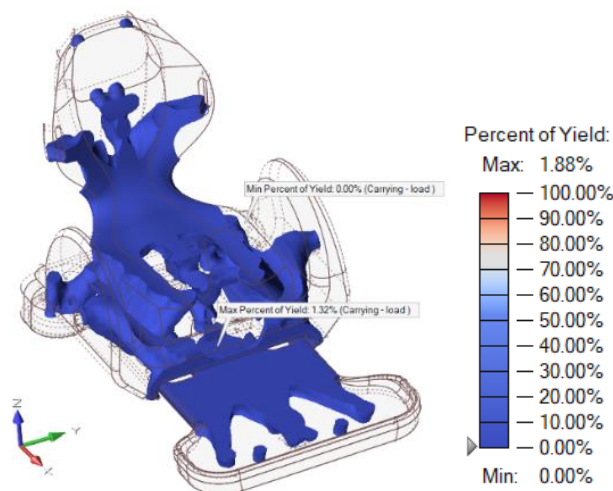 Min Percent of Yield: 0.00% (Carrying - load )
Max Percent of Yield: 1.32% (Carrying - load )
Z
Y
X
Percent of Yield:
Max: 1.88%
100.00%
90.00%
80.00%
70.00%
60.00%
50.00%
40.00%
30.00%
20.00%
10.00%
0.00%
Min: 0.00%